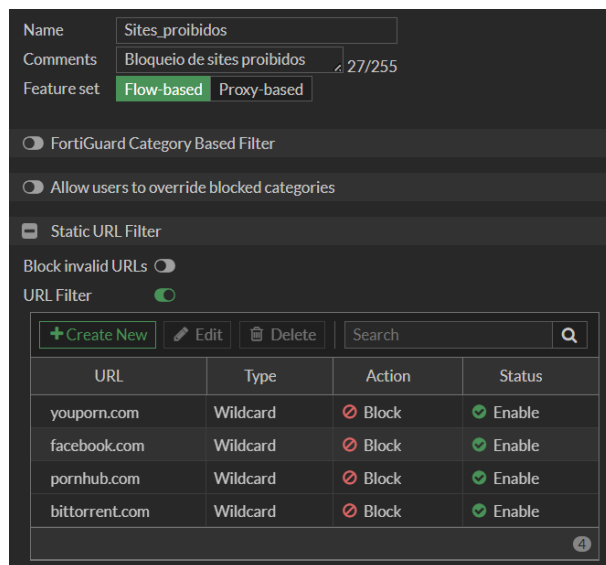 Name Sites_proibidos
Comments Bloqueio de sites proibidos 27/255
Feature set Flow-based Proxy-based
FortiGuard Category Based Filter
Allow users to override blocked categories
Static URL Filter
Block invalid URLs
URL Filter
+ Create New Edit Delete Search
URL Type Action Status
youporn.com Wildcard Block Enable
facebook.com Wildcard Block Enable
pornhub.com Wildcard Block Enable
bittorrent.com Wildcard Block Enable
4